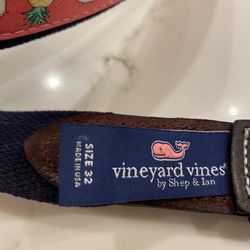 SIZE 32
MADE IN USA
vineyard vines®
by Shep & Ian